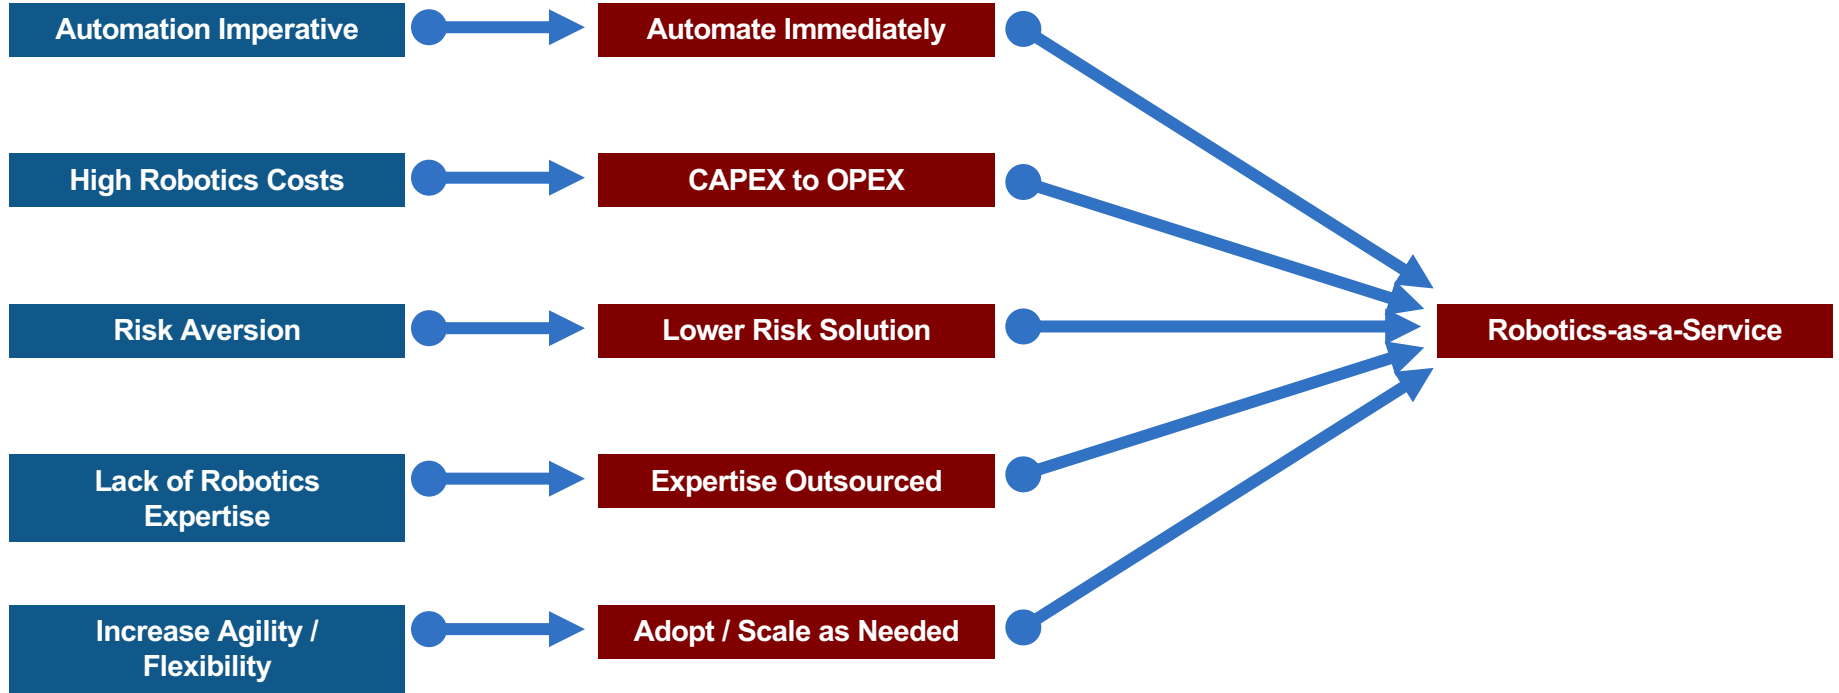 Automation Imperative
Automate Immediately
High Robotics Costs
CAPEX to OPEX
Risk Aversion
Lower Risk Solution
Robotics-as-a-Service
Lack of Robotics
Expertise
Expertise Outsourced
Increase Agility /
Flexibility
Adopt / Scale as Needed